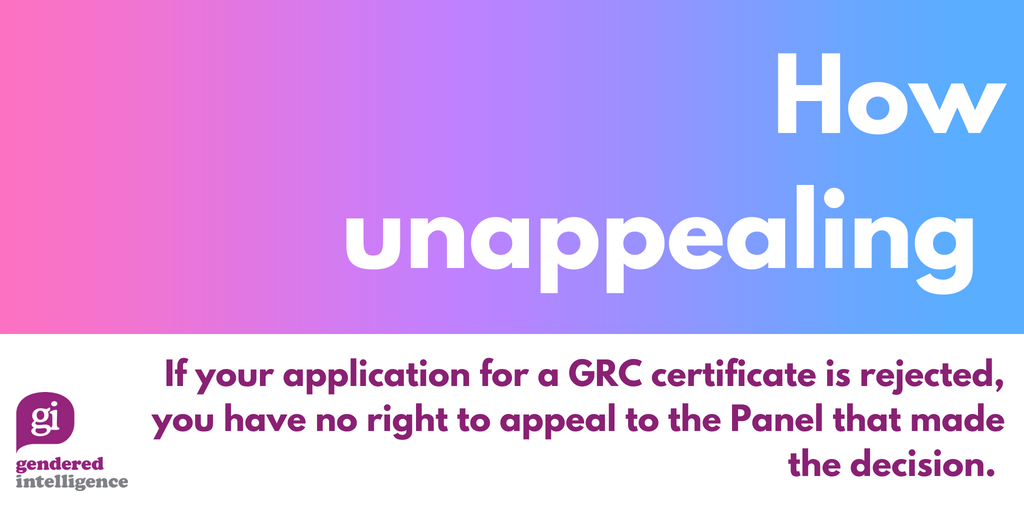 How
unappealing
If your application for a GRC certificate is rejected,
you have no right to appeal to the Panel that made
the decision.
gi
gendered
intelligence